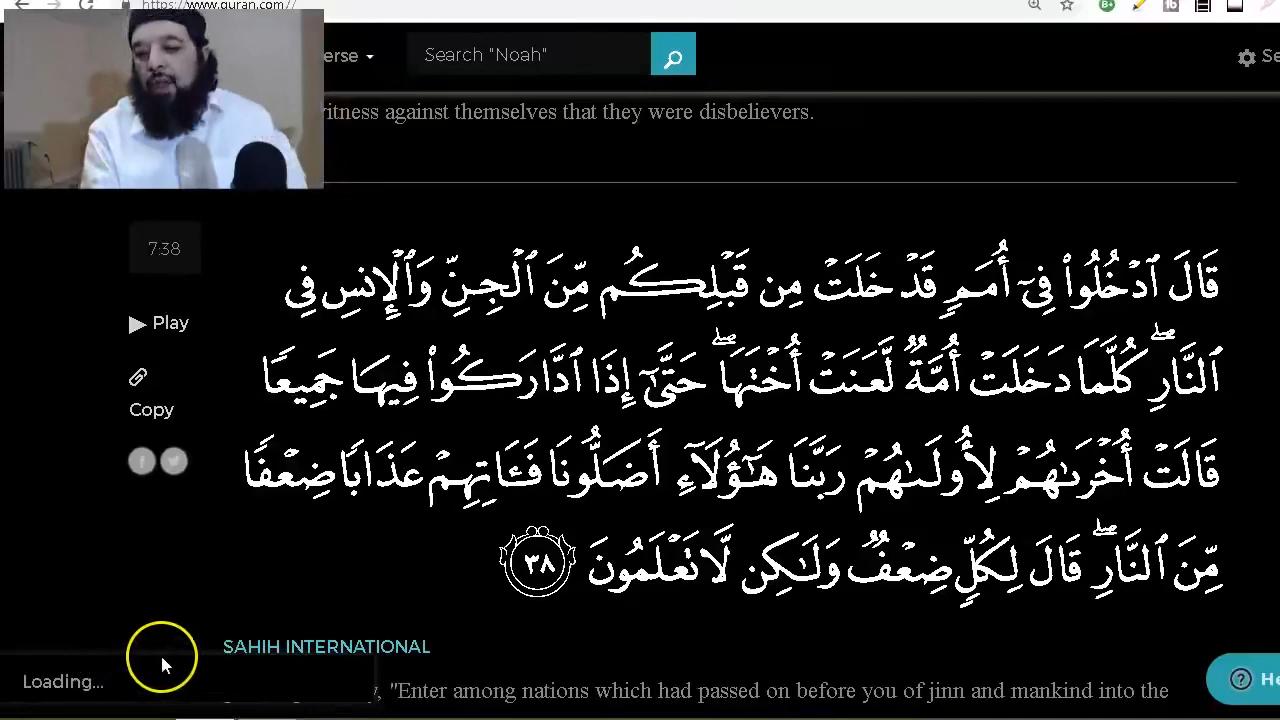 https://www.quran.com//
erse
Search "Noah"
witness against themselves that they were disbelievers.
7:38
Play
Copy
قَالَ ٱدْخُلُوا۟ فِىٓ أُمَمٍ قَدْ خَلَتْ مِن قَبْلِكُم مِّنَ ٱلْجِنِّ وَٱلْإِنسِ فِى
ٱلنَّارِ ۖ كُلَّمَا دَخَلَتْ أُمَّةٌ لَّعَنَتْ أُخْتَهَا ۖ حَتَّىٰٓ إِذَا ٱدَّارَكُوا۟ فِيهَا جَمِيعًا
قَالَتْ أُخْرَىٰهُمْ لِأُولَىٰهُمْ رَبَّنَا هَـٰٓؤُلَآءِ أَضَلُّونَا فَـَٔاتِهِمْ عَذَابًا ضِعْفًا
مِّنَ ٱلنَّارِ ۖ قَالَ لِكُلٍّ ضِعْفٌ وَلَـٰكِن لَّا تَعْلَمُونَ ٣٨
SAHIH INTERNATIONAL
Loading...
, "Enter among nations which had passed on before you of jinn and mankind into the
He